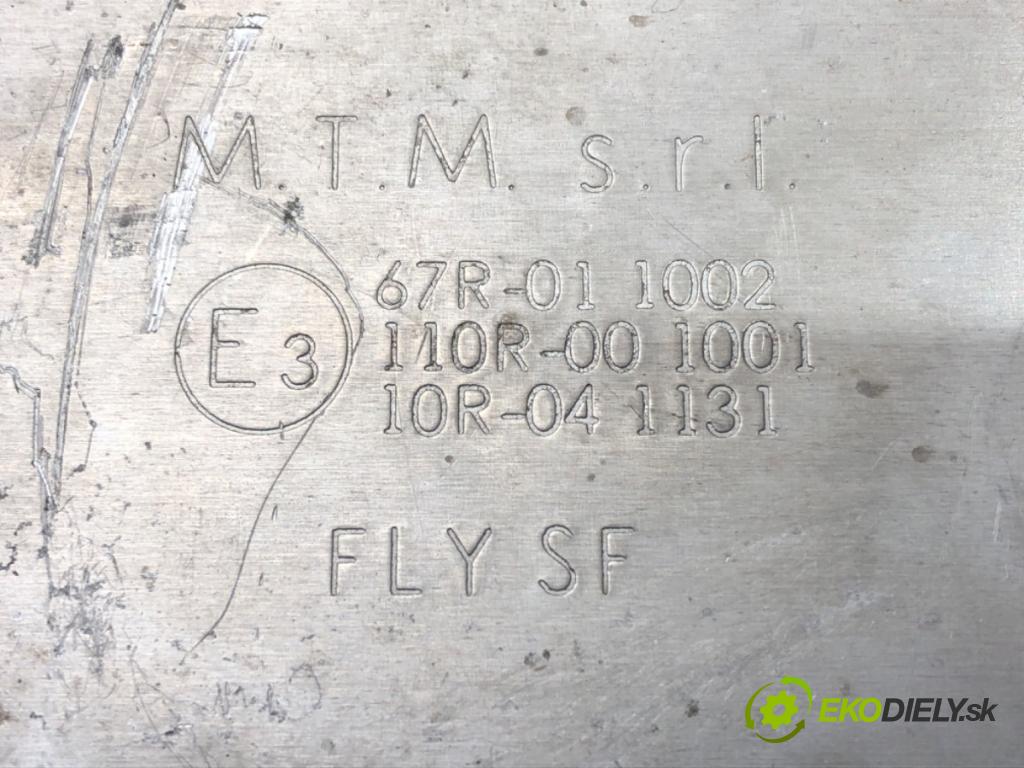 M.T.M. s.r.l.
E3
67R-01 1002
110R-00 1001
10R-04 1131
FLY SF
EKODIELY.sk